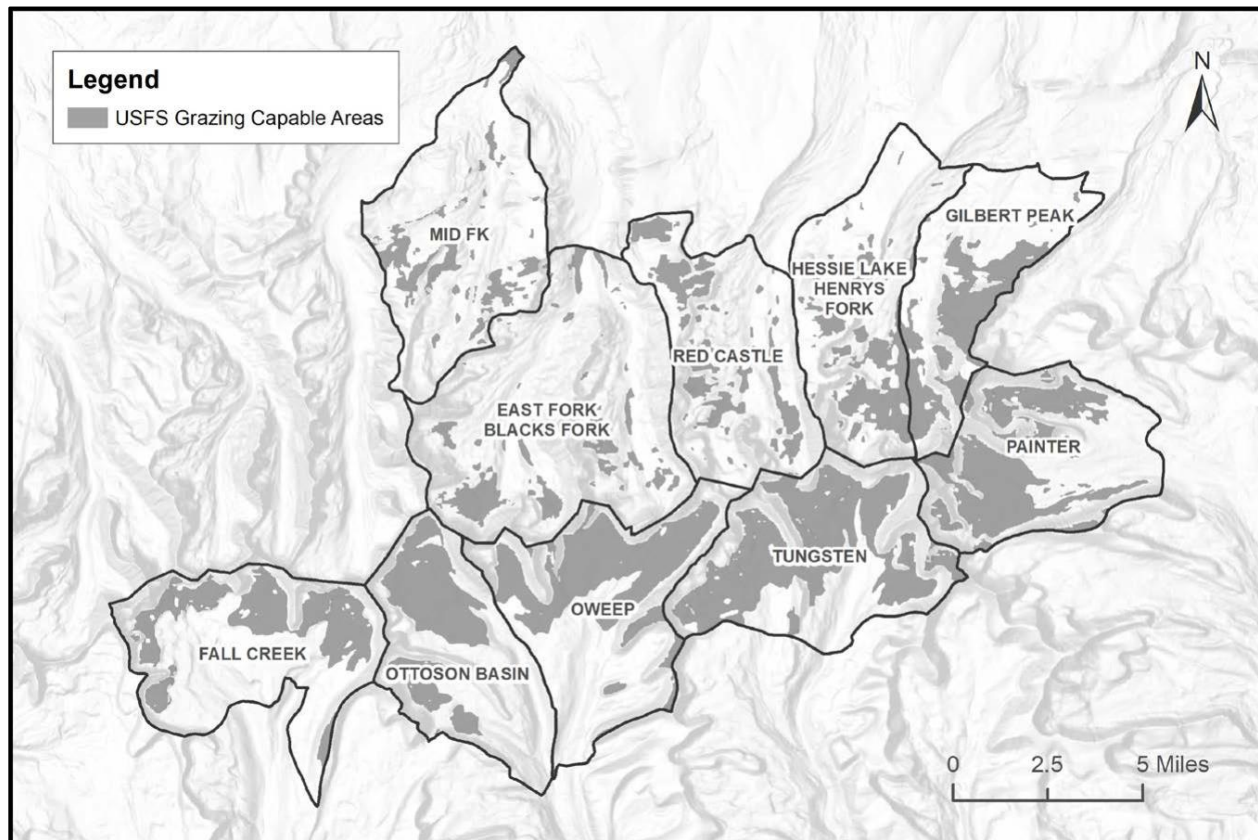 Legend
USFS Grazing Capable Areas
N
MID FK
GILBERT PEAK
HESSIE LAKE
HENRYS
FORK
RED CASTLE
EAST FORK
BLACKS FORK
PAINTER
TUNGSTEN
OWEEP
FALL CREEK
OTTOSON BASIN
0 2.5 5 Miles